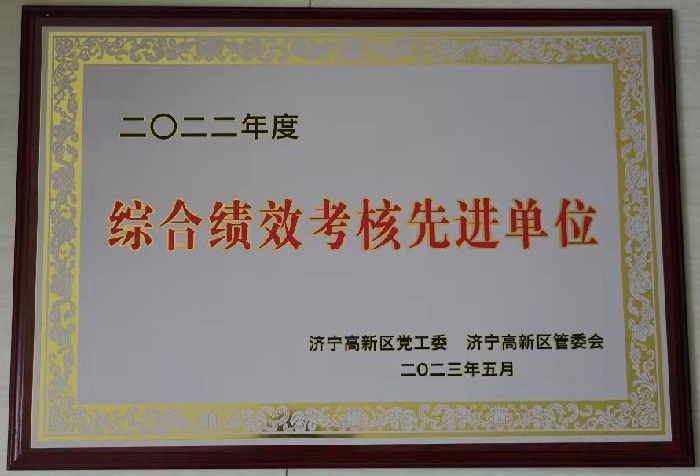 二〇二二年度
综合绩效考核先进单位
济宁高新区党工委 济宁高新区管委会
二〇二三年五月